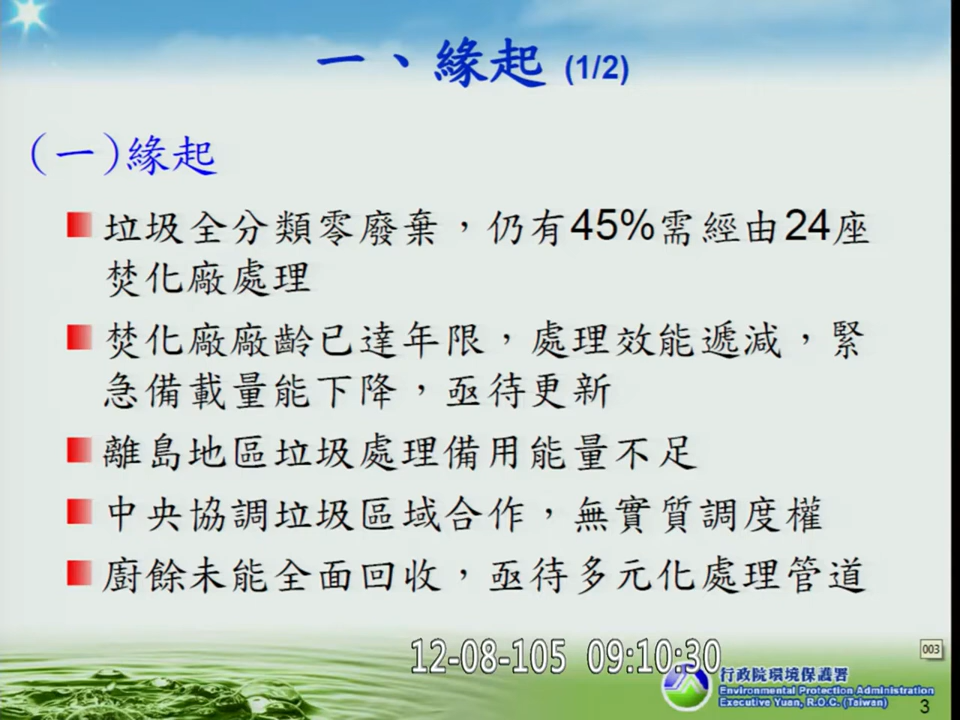 一、緣起 (1/2)
(一)緣起
垃圾全分類零廢棄，仍有45%需經由24座
焚化廠處理
焚化廠廠齡已達年限，處理效能遞減，緊
急備載量能下降，亟待更新
離島地區垃圾處理備用能量不足
中央協調垃圾區域合作，無實質調度權
廚餘未能全面回收，亟待多元化處理管道
12-08-105 09:10:30
003
行政院環境保護署
Environmental Protection Administration
Executive Yuan, R.O.C. (Taiwan)
3